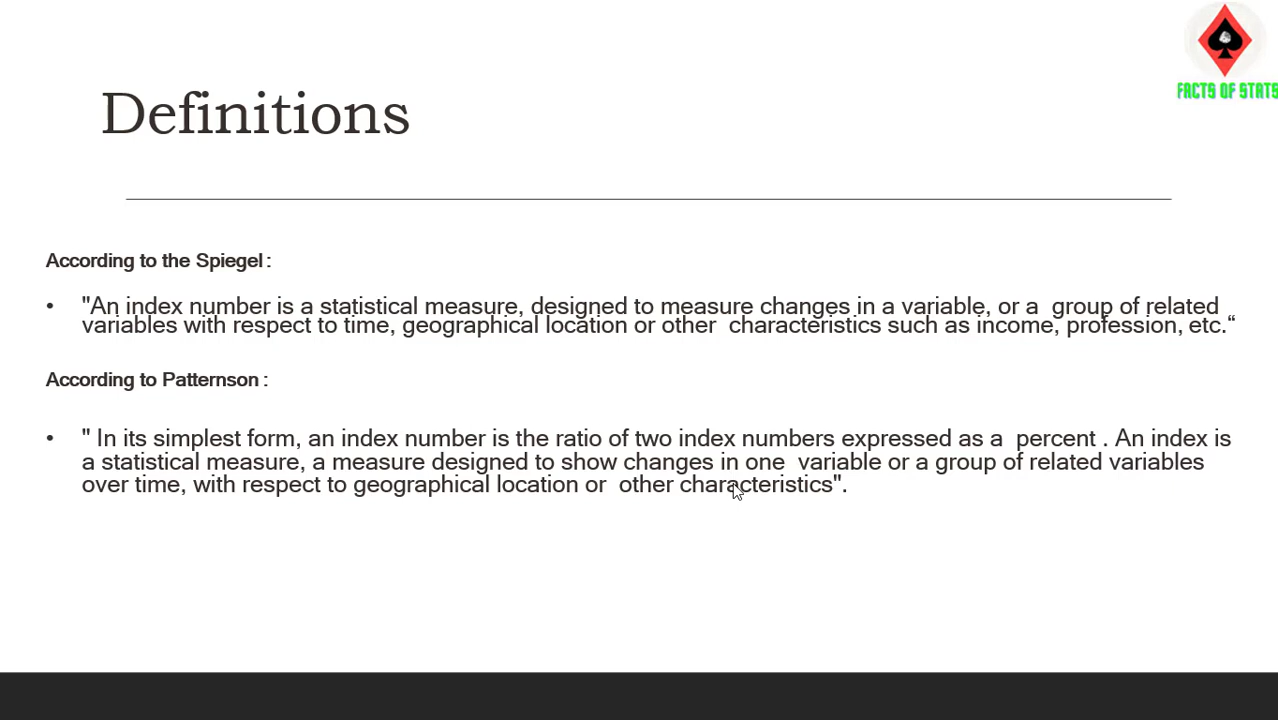 FACTS OF STATS
Definitions
According to the Spiegel :
• "An index number is a statistical measure, designed to measure changes in a variable, or a  group of related
variables with respect to time, geographical location or other  characteristics such as income, profession, etc.“
According to Patternson :
• " In its simplest form, an index number is the ratio of two index numbers expressed as a  percent . An index is
a statistical measure, a measure designed to show changes in one  variable or a group of related variables
over time, with respect to geographical location or  other characteristics".